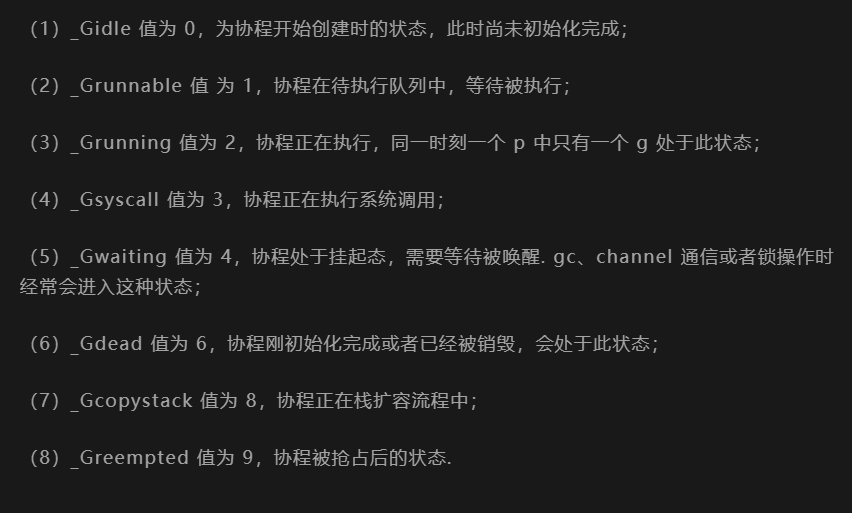 （1）_Gidle 值为 0，为协程开始创建时的状态，此时尚未初始化完成；
（2）_Grunnable 值 为 1，协程在待执行队列中，等待被执行；
（3）_Grunning 值为 2，协程正在执行，同一时刻一个 p 中只有一个 g 处于此状态；
（4）_Gsyscall 值为 3，协程正在执行系统调用；
（5）_Gwaiting 值为 4，协程处于挂起态，需要等待被唤醒. gc、channel 通信或者锁操作时
经常会进入这种状态；
（6）_Gdead 值为 6，协程刚初始化完成或者已经被销毁，会处于此状态；
（7）_Gcopystack 值为 8，协程正在栈扩容流程中；
（8）_Greempted 值为 9，协程被抢占后的状态.